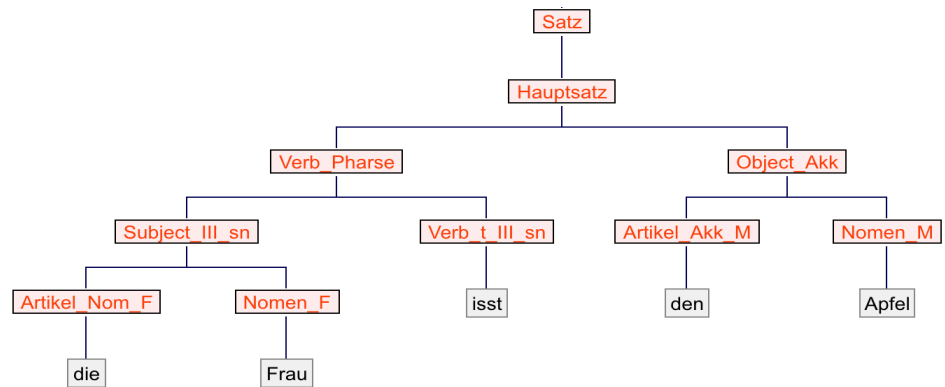 Satz
Hauptsatz
Verb_Pharse Object_Akk
Subject_III_sn Verb_t_III_sn Artikel_Akk_M Nomen_M
Artikel_Nom_F Nomen_F isst den Apfel
die Frau